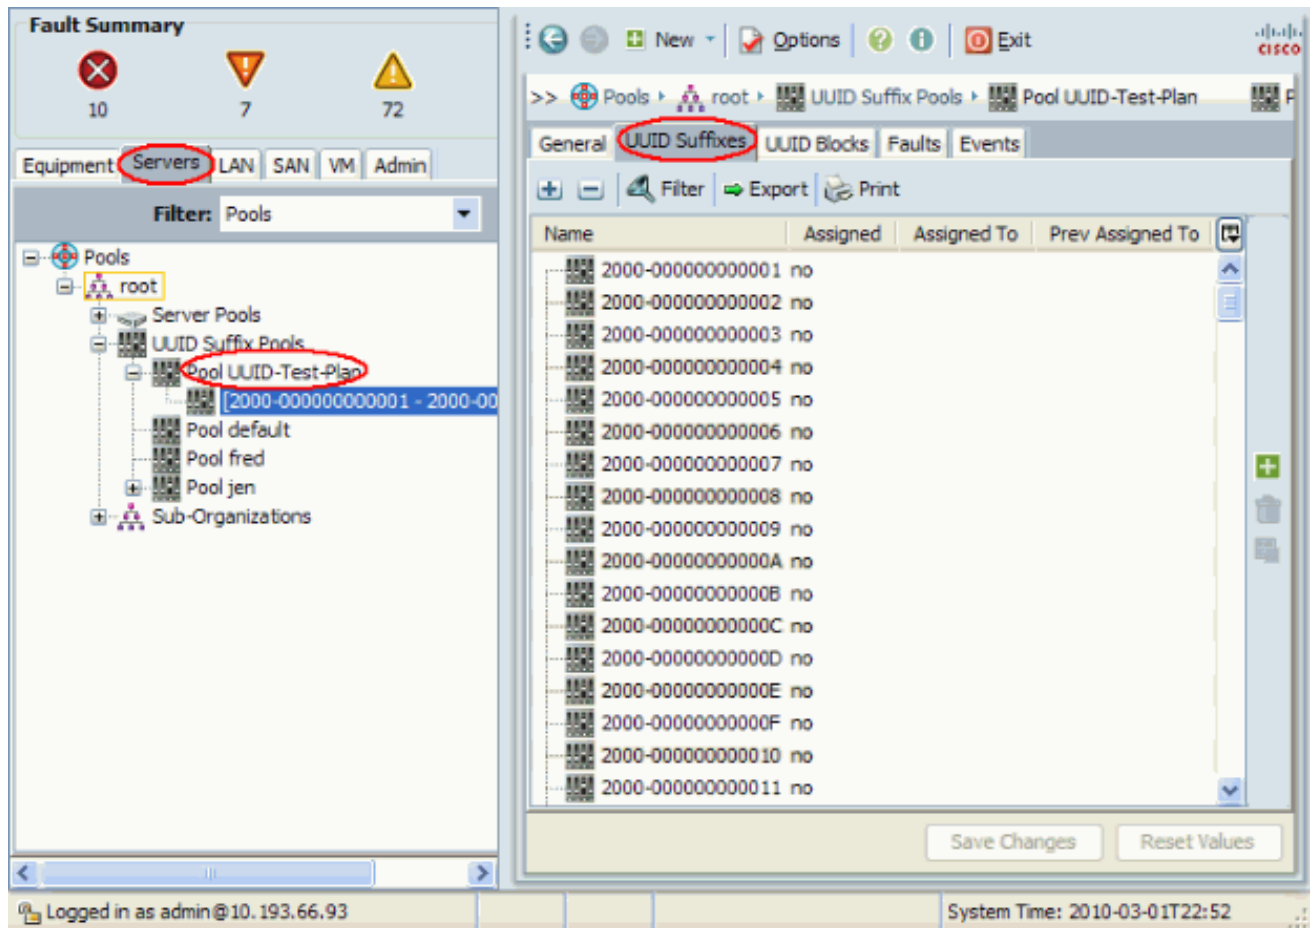 Fault Summary
10 7 72
Equipment Servers LAN SAN VM Admin
Filter: Pools
Pools
root
Server Pools
UUID Suffix Pools
Pool UUID-Test-Plan
[2000-000000000001 - 2000-00
Pool default
Pool fred
Pool jen
Sub-Organizations
New Options Exit
CISCO
>> Pools root UUID Suffix Pools Pool UUID-Test-Plan
General UUID Suffixes UUID Blocks Faults Events
Filter Export Print
Name Assigned Assigned To Prev Assigned To
2000-000000000001 no
2000-000000000002 no
2000-000000000003 no
2000-000000000004 no
2000-000000000005 no
2000-000000000006 no
2000-000000000007 no
2000-000000000008 no
2000-000000000009 no
2000-00000000000A no
2000-00000000000B no
2000-00000000000C no
2000-00000000000D no
2000-00000000000E no
2000-00000000000F no
2000-000000000010 no
2000-000000000011 no
Save Changes Reset Values
Logged in as admin@10.193.66.93 System Time: 2010-03-01T22:52